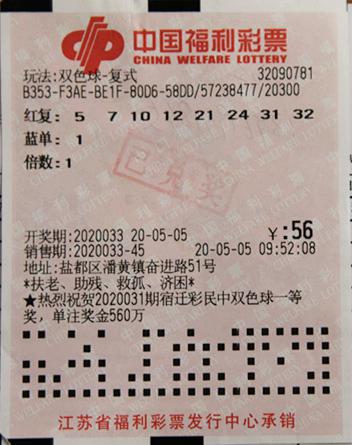 中国福利彩票
CHINA WELFARE LOTTERY
玩法:双色球-复式 32090781
B353-F3AE-BE1F-80D6-58DD/57238477/20300
红复: 5 7 10 12 21 24 31 32
蓝单: 1
倍数: 1
已兑奖
开奖期:2020033 20-05-05 ¥:56
销售期:2020033-45 20-05-05 09:52:08
地址:盐都区潘黄镇奋进路51号
*扶老、助残、救孤、济困*
★热烈祝贺2020031期宿迁彩民中双色球一等
奖，单注奖金560万
江苏省福利彩票发行中心承销